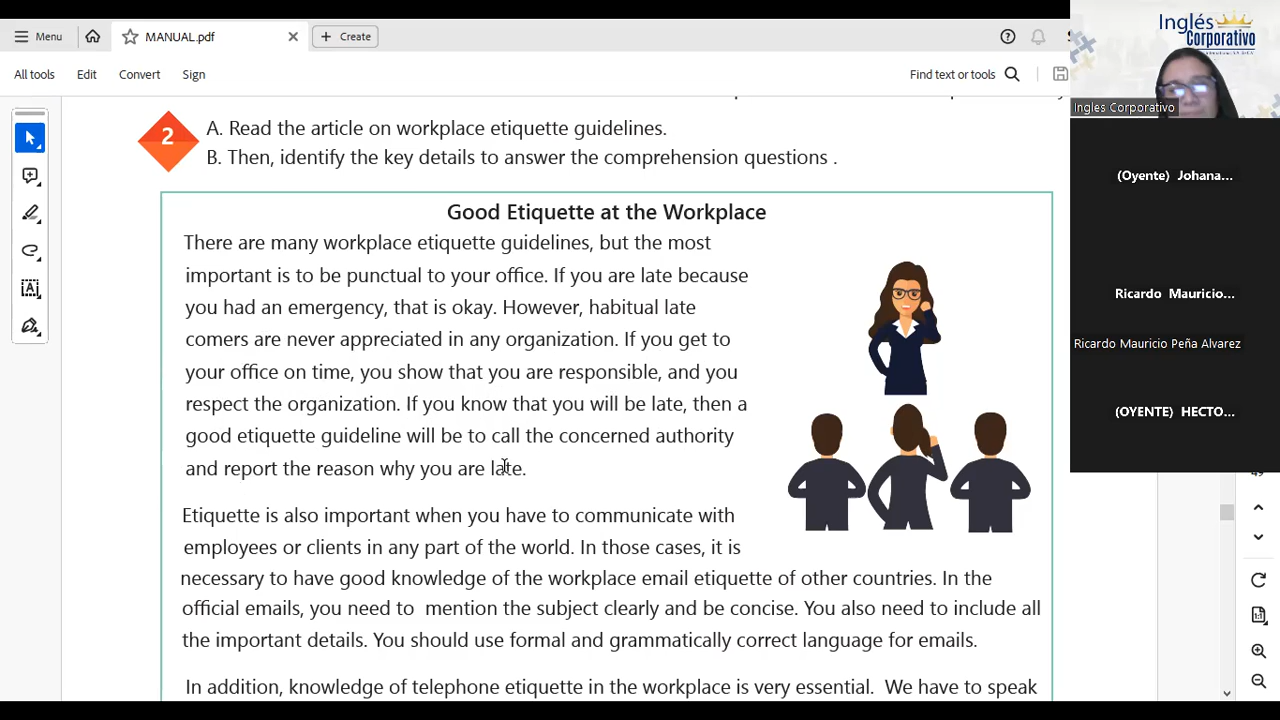 Menu
MANUAL.pdf
Create
All tools
Edit
Convert
Sign
Find text or tools
2
A. Read the article on workplace etiquette guidelines.
B. Then, identify the key details to answer the comprehension questions .
Good Etiquette at the Workplace
There are many workplace etiquette guidelines, but the most
important is to be punctual to your office. If you are late because
you had an emergency, that is okay. However, habitual late
comers are never appreciated in any organization. If you get to
your office on time, you show that you are responsible, and you
respect the organization. If you know that you will be late, then a
good etiquette guideline will be to call the concerned authority
and report the reason why you are late.
Etiquette is also important when you have to communicate with
employees or clients in any part of the world. In those cases, it is
necessary to have good knowledge of the workplace email etiquette of other countries. In the
official emails, you need to mention the subject clearly and be concise. You also need to include all
the important details. You should use formal and grammatically correct language for emails.
In addition, knowledge of telephone etiquette in the workplace is very essential. We have to speak
Inglés
Corporativo
Ingles Corporativo
(Oyente) Johana...
Ricardo Mauricio...
Ricardo Mauricio Peña Alvarez
(OYENTE) HECTO...